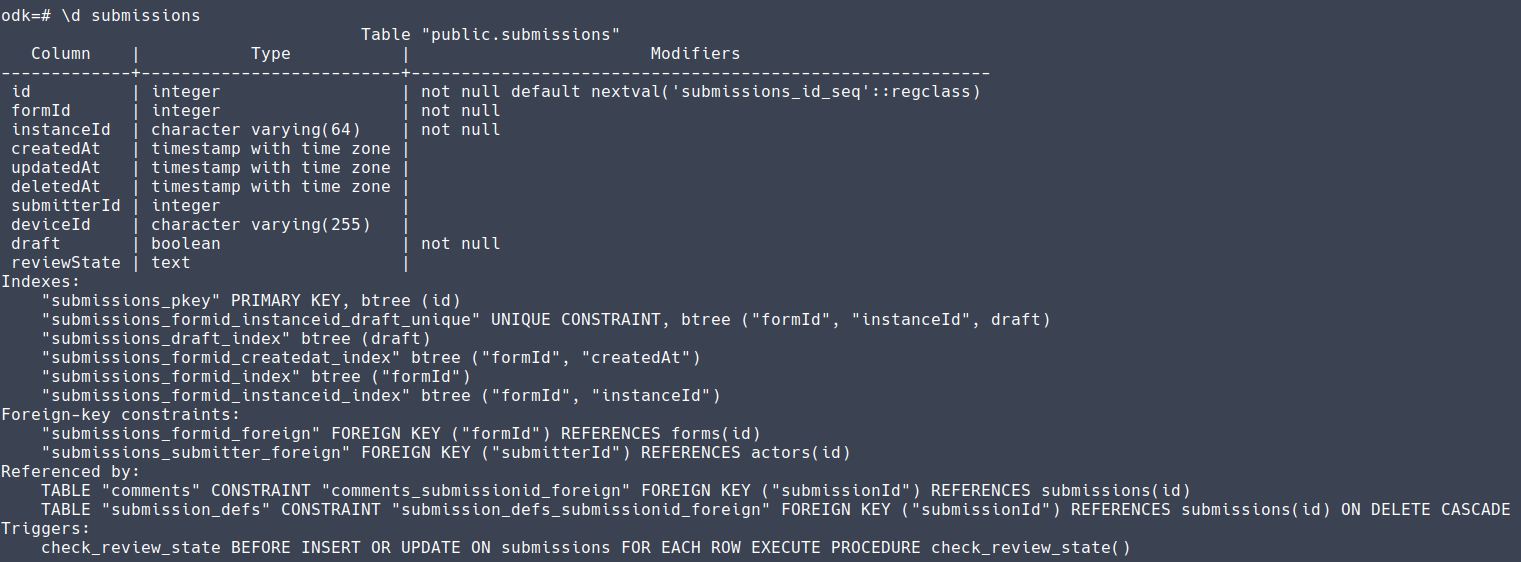 odk=# \d submissions
                                    Table "public.submissions"
   Column    |           Type           |                        Modifiers
-------------+--------------------------+----------------------------------------------------------
 id          | integer                  | not null default nextval('submissions_id_seq'::regclass)
 formId      | integer                  | not null
 instanceId  | character varying(64)    | not null
 createdAt   | timestamp with time zone |
 updatedAt   | timestamp with time zone |
 deletedAt   | timestamp with time zone |
 submitterId | integer                  |
 deviceId    | character varying(255)   |
 draft       | boolean                  | not null
 reviewState | text                     |
Indexes:
    "submissions_pkey" PRIMARY KEY, btree (id)
    "submissions_formid_instanceid_draft_unique" UNIQUE CONSTRAINT, btree ("formId", "instanceId", draft)
    "submissions_draft_index" btree (draft)
    "submissions_formid_createdat_index" btree ("formId", "createdAt")
    "submissions_formid_index" btree ("formId")
    "submissions_formid_instanceid_index" btree ("formId", "instanceId")
Foreign-key constraints:
    "submissions_formid_foreign" FOREIGN KEY ("formId") REFERENCES forms(id)
    "submissions_submitter_foreign" FOREIGN KEY ("submitterId") REFERENCES actors(id)
Referenced by:
    TABLE "comments" CONSTRAINT "comments_submissionid_foreign" FOREIGN KEY ("submissionId") REFERENCES submissions(id)
    TABLE "submission_defs" CONSTRAINT "submission_defs_submissionid_foreign" FOREIGN KEY ("submissionId") REFERENCES submissions(id) ON DELETE CASCADE
Triggers:
    check_review_state BEFORE INSERT OR UPDATE ON submissions FOR EACH ROW EXECUTE PROCEDURE check_review_state()